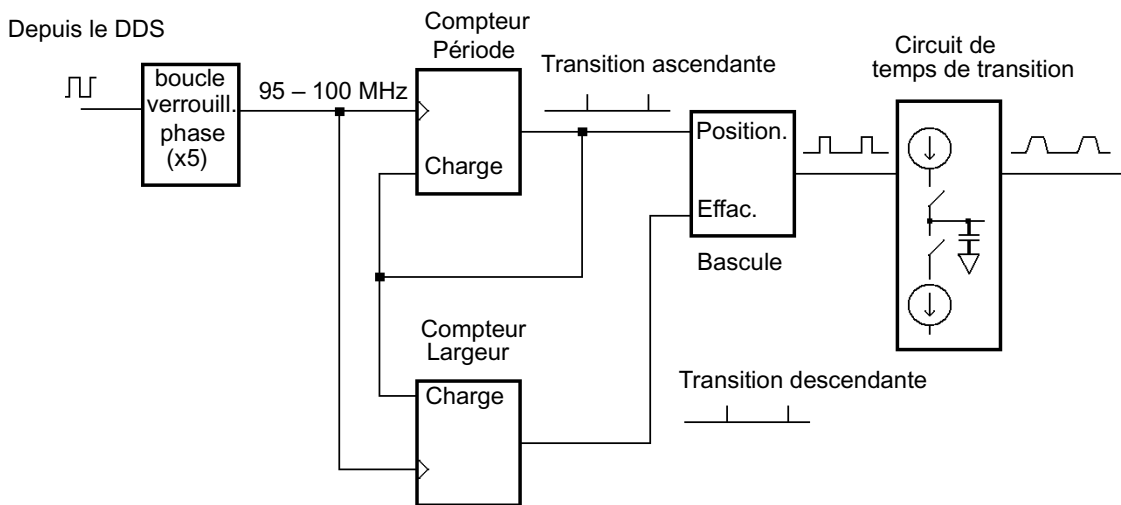 Depuis le DDS
boucle
verrouill.
phase
(x5)
95 – 100 MHz
Compteur
Période
Charge
Transition ascendante
Position.
Effac.
Bascule
Circuit de
temps de transition
Compteur
Largeur
Charge
Transition descendante